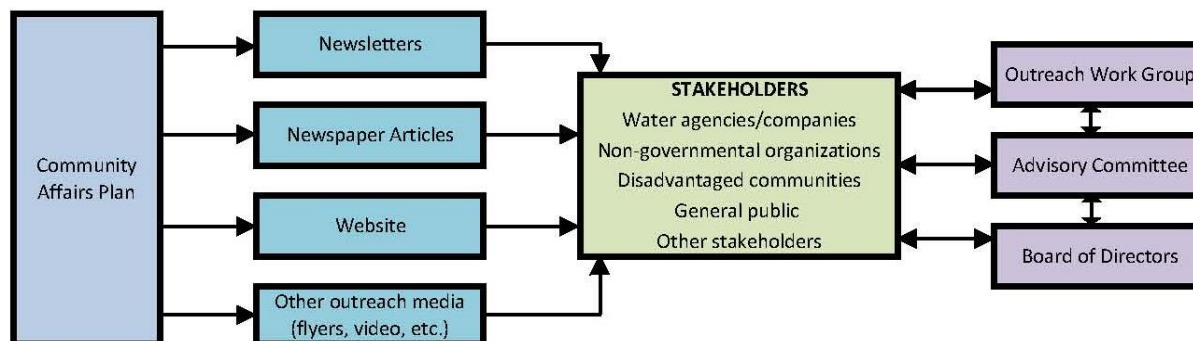 Community
Affairs Plan
Newsletters
Newspaper Articles
Website
Other outreach media
(flyers, video, etc.)
STAKEHOLDERS
Water agencies/companies
Non-governmental organizations
Disadvantaged communities
General public
Other stakeholders
Outreach Work Group
Advisory Committee
Board of Directors